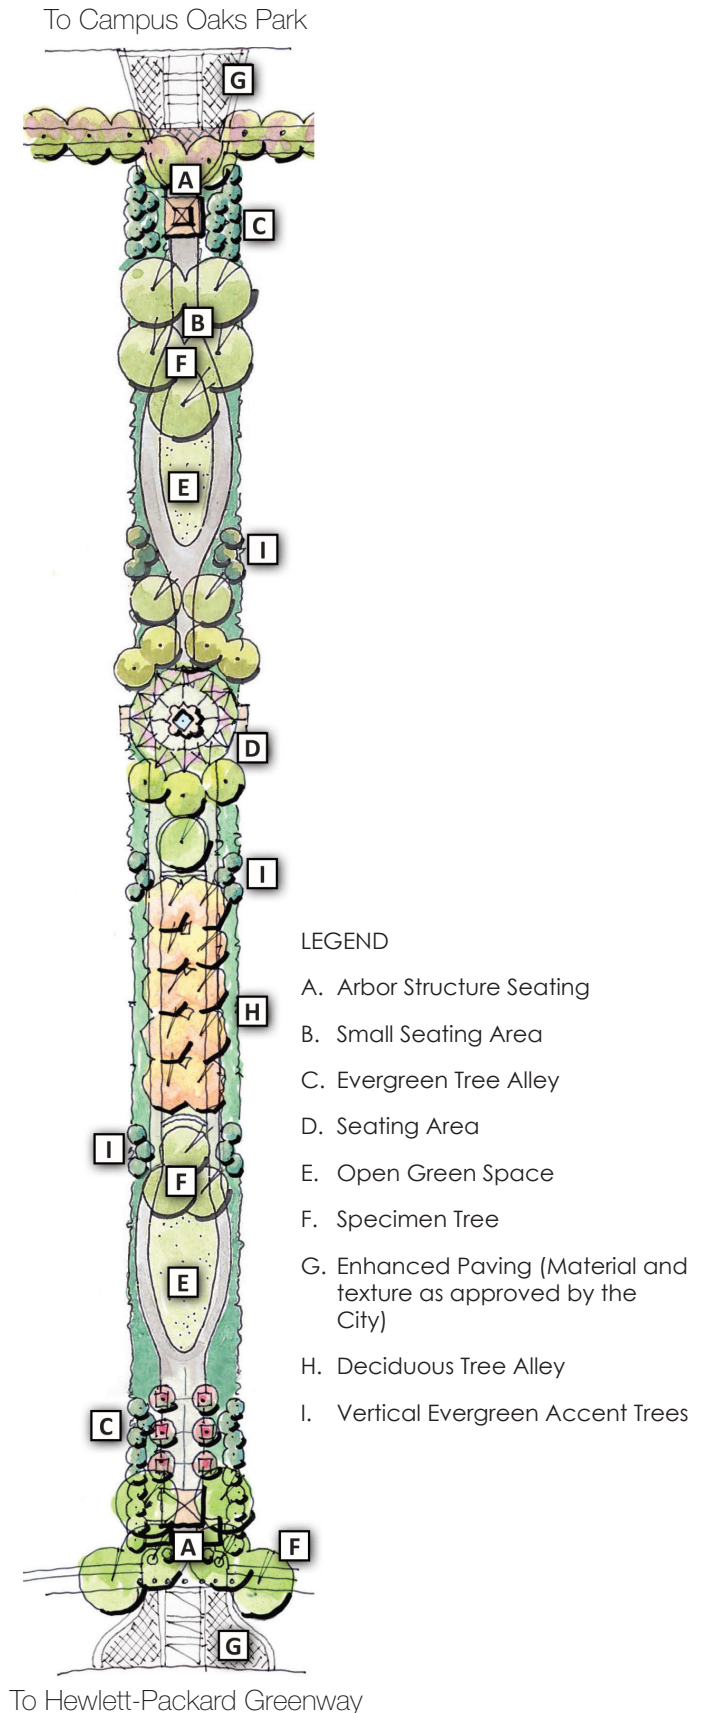 To Campus Oaks Park
G
A
C
B
F
E
I
D
I
H
I
F
E
C
A
F
G
LEGEND
A. Arbor Structure Seating
B. Small Seating Area
C. Evergreen Tree Alley
D. Seating Area
E. Open Green Space
F. Specimen Tree
G. Enhanced Paving (Material and
texture as approved by the
City)
H. Deciduous Tree Alley
I. Vertical Evergreen Accent Trees
To Hewlett-Packard Greenway